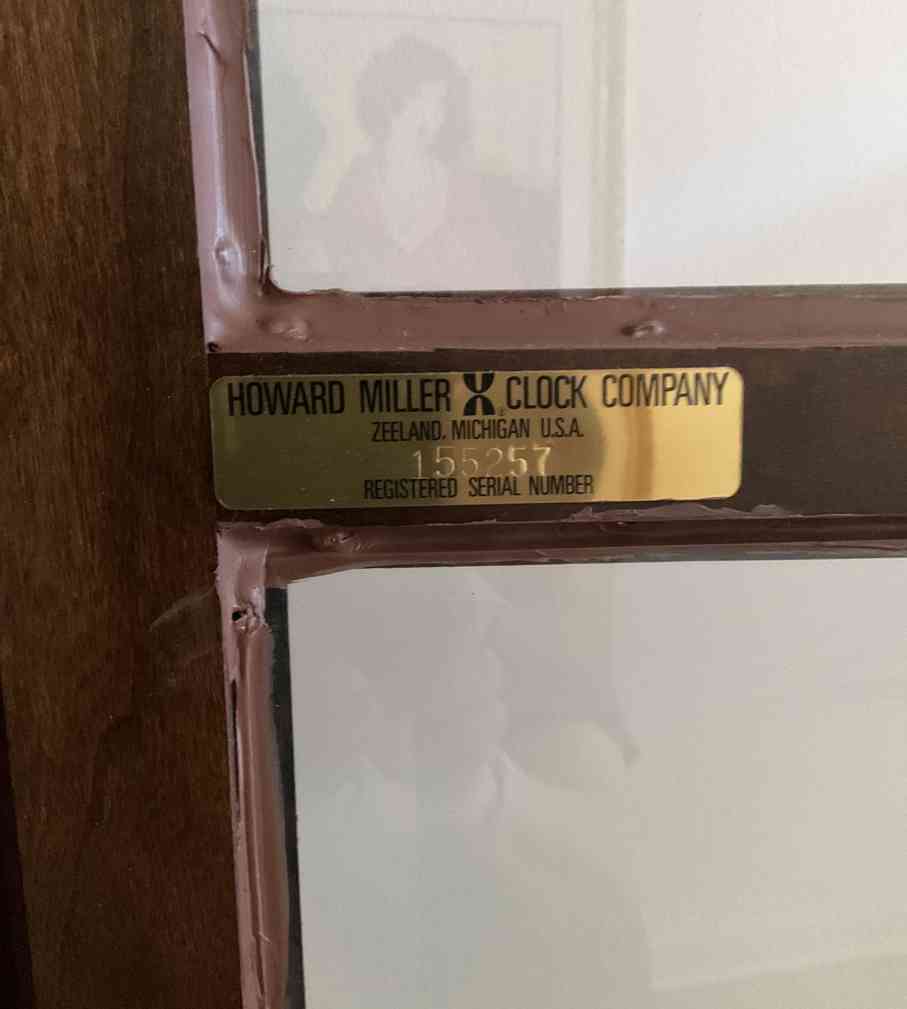 HOWARD MILLER CLOCK COMPANY
ZEELAND, MICHIGAN U.S.A.
155257
REGISTERED SERIAL NUMBER